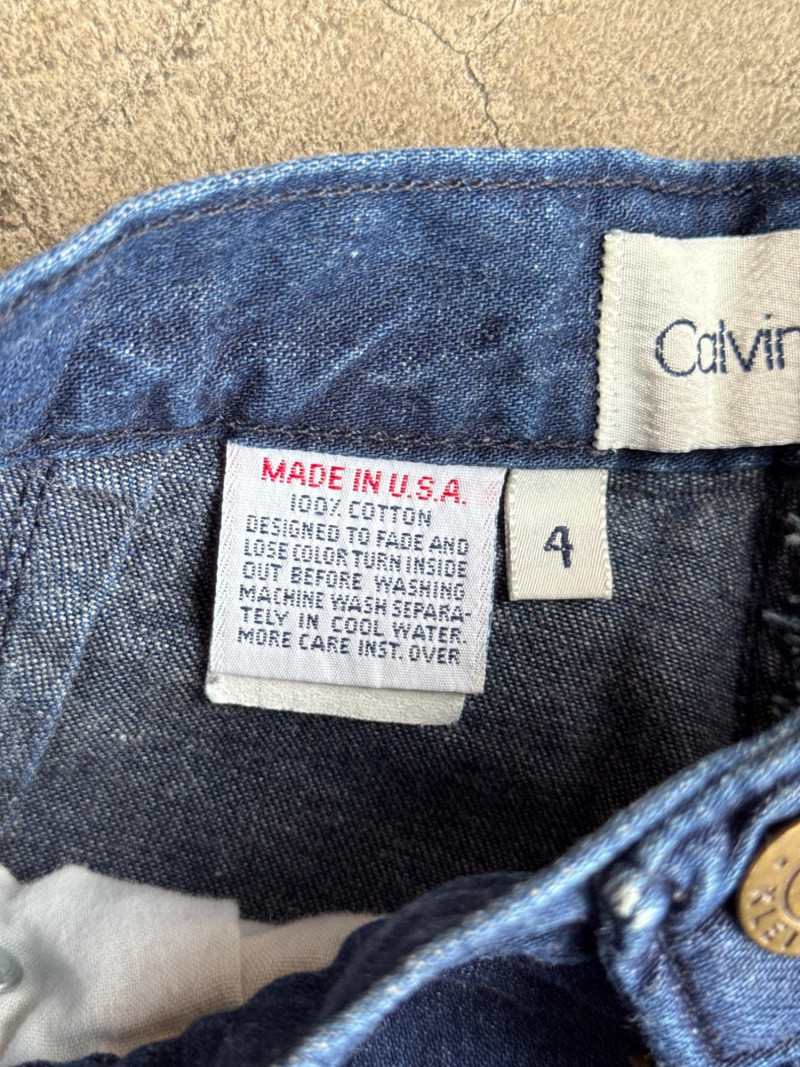 Calvin
MADE IN U.S.A.
100% COTTON
DESIGNED TO FADE AND
LOSE COLOR TURN INSIDE
OUT BEFORE WASHING
MACHINE WASH SEPARA-
TELY IN COOL WATER.
MORE CARE INST. OVER
4